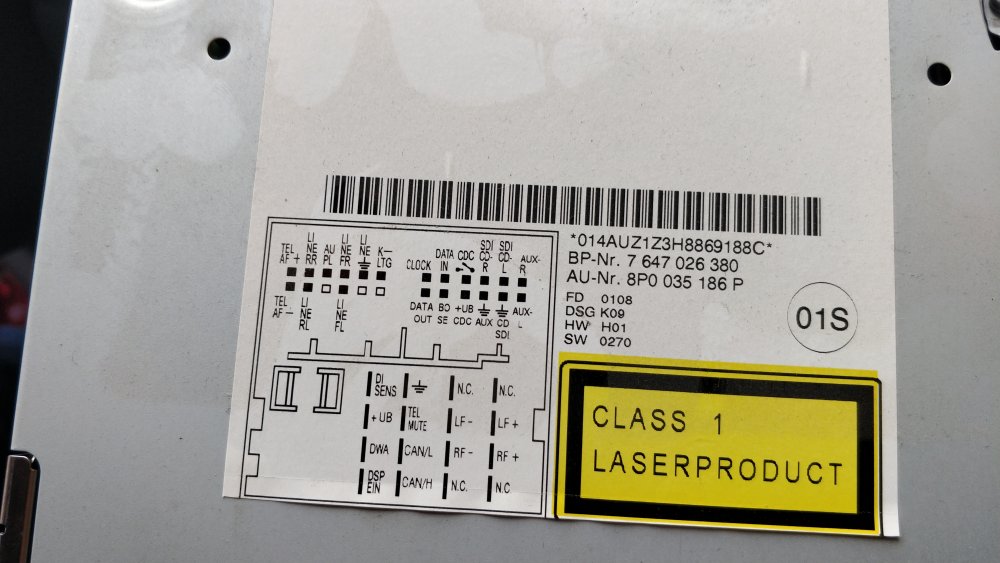 *014AUZ1Z3H8869188C*
BP-Nr. 7 647 026 380
AU-Nr. 8P0 035 186 P
FD 0108
DSG K09
HW H01
SW 0270
01S
TEL AF + LI NE RR AU PL LI NE FR LI NE K- LTG
TEL AF - LI NE RL LI NE FL
CLOCK DATA IN CDC SDI CD- R SDI CD- L AUX- R
DATA OUT BO SE +UB CDC AUX CD SDI AUX- L
DI SENS N.C. N.C.
+UB TEL MUTE LF - LF +
DWA CAN/L RF - RF +
DSP EIN CAN/H N.C. N.C
CLASS 1
LASERPRODUCT